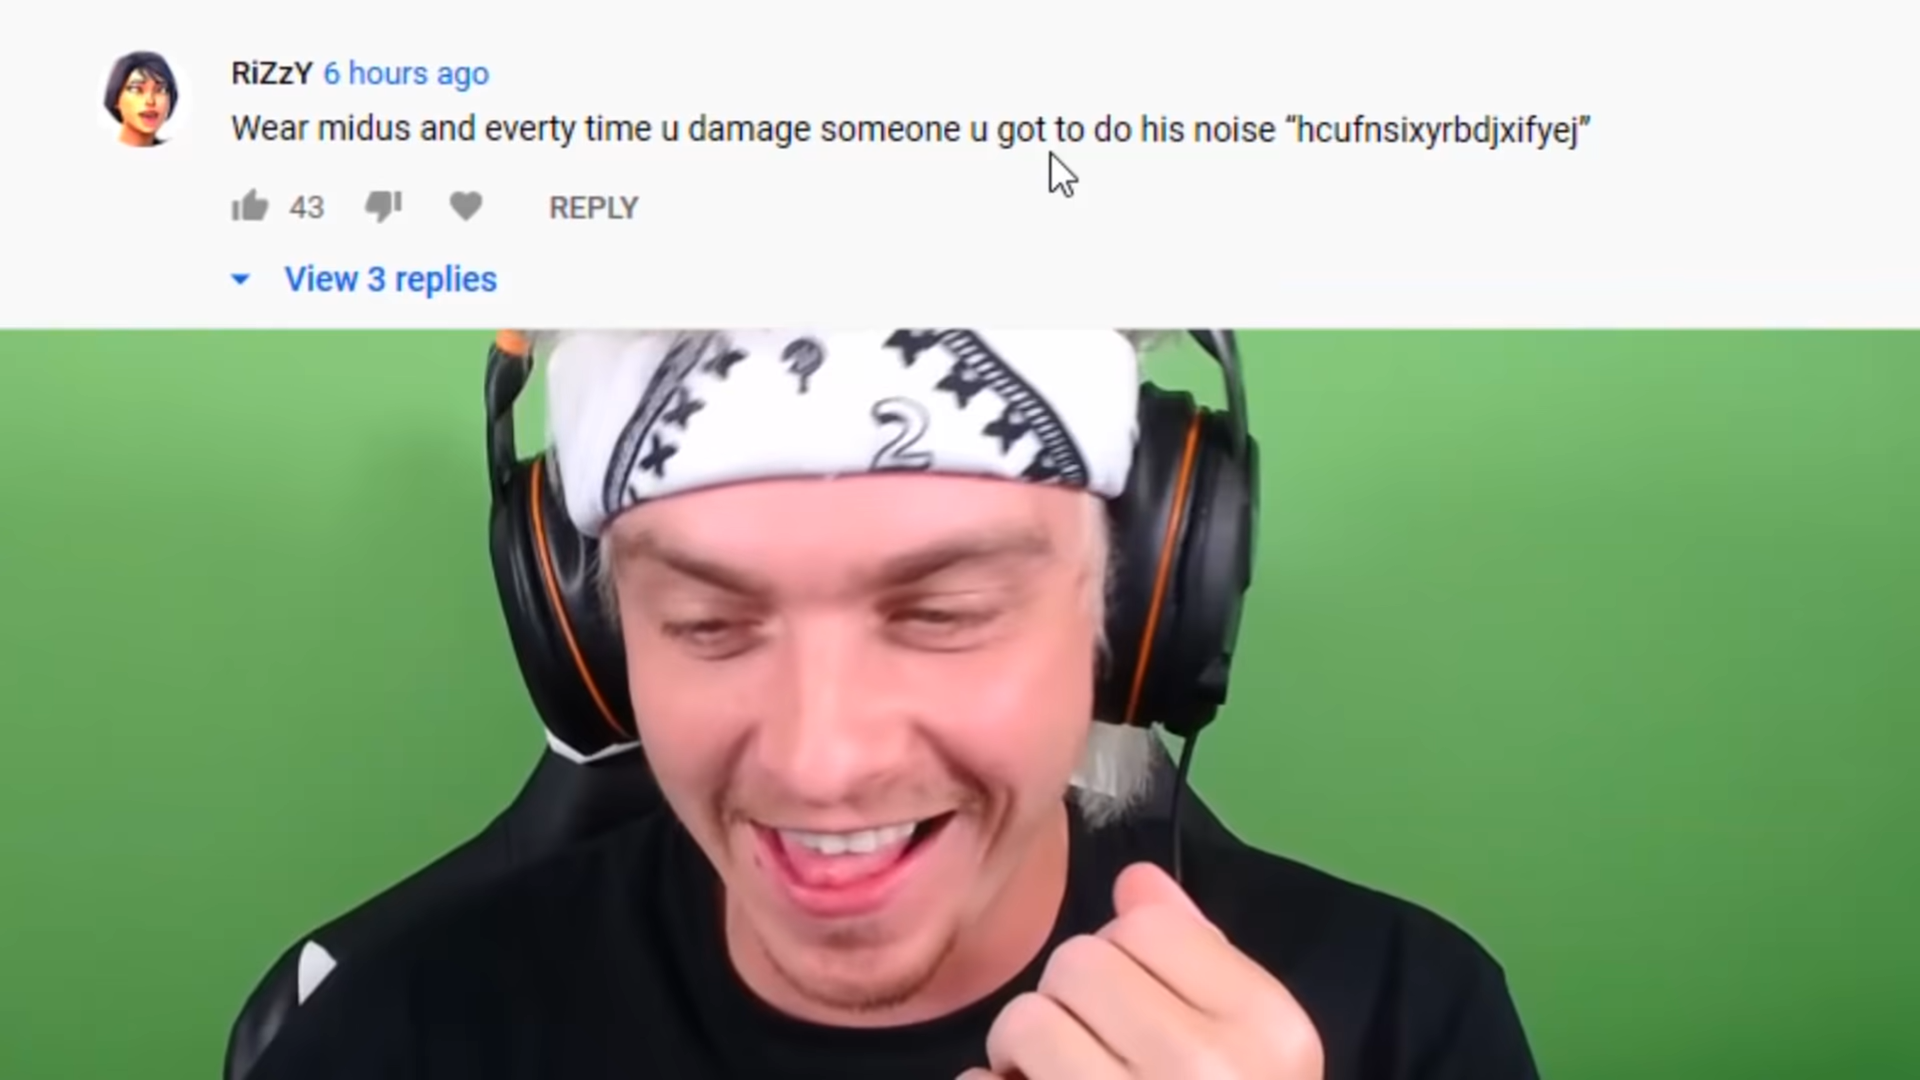 RiZzY 6 hours ago
Wear midus and everty time u damage someone u got to do his noise “hcufnsixyrbdjxifyej”
43 REPLY
View 3 replies
2